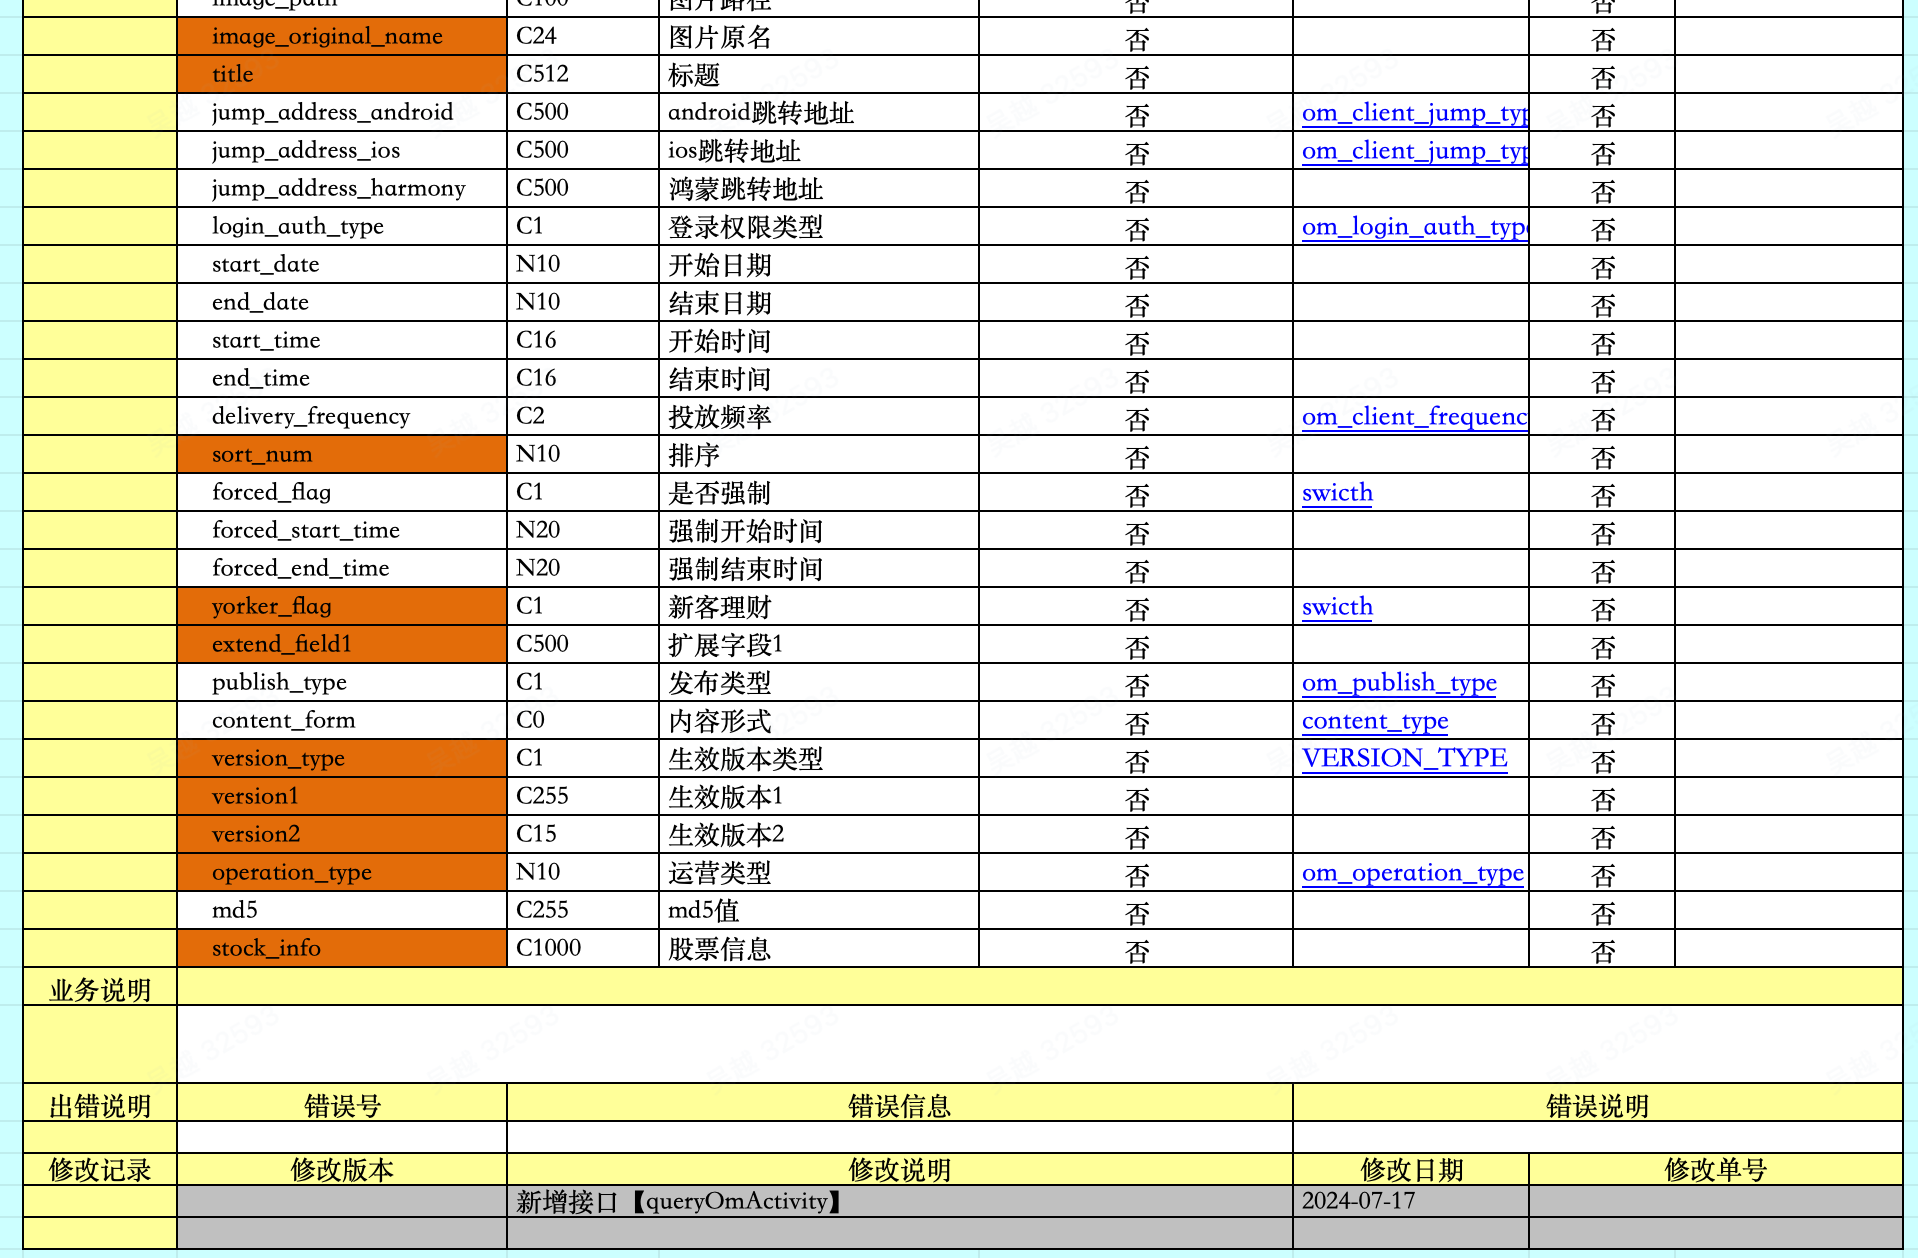 image_path C100 图片路径 否 否
image_original_name C24 图片原名 否 否
title C512 标题 否 否
jump_address_android C500 android跳转地址 否 om_client_jump_typ 否
jump_address_ios C500 ios跳转地址 否 om_client_jump_typ 否
jump_address_harmony C500 鸿蒙跳转地址 否 否
login_auth_type C1 登录权限类型 否 om_login_auth_type 否
start_date N10 开始日期 否 否
end_date N10 结束日期 否 否
start_time C16 开始时间 否 否
end_time C16 结束时间 否 否
delivery_frequency C2 投放频率 否 om_client_frequenc 否
sort_num N10 排序 否 否
forced_flag C1 是否强制 否 swicth 否
forced_start_time N20 强制开始时间 否 否
forced_end_time N20 强制结束时间 否 否
yorker_flag C1 新客理财 否 swicth 否
extend_field1 C500 扩展字段1 否 否
publish_type C1 发布类型 否 om_publish_type 否
content_form C0 内容形式 否 content_type 否
version_type C1 生效版本类型 否 VERSION_TYPE 否
version1 C255 生效版本1 否 否
version2 C15 生效版本2 否 否
operation_type N10 运营类型 否 om_operation_type 否
md5 C255 md5值 否 否
stock_info C1000 股票信息 否 否
业务说明
出错说明 错误号 错误信息 错误说明
修改记录 修改版本 修改说明 修改日期 修改单号
新增接口【queryOmActivity】 2024-07-17